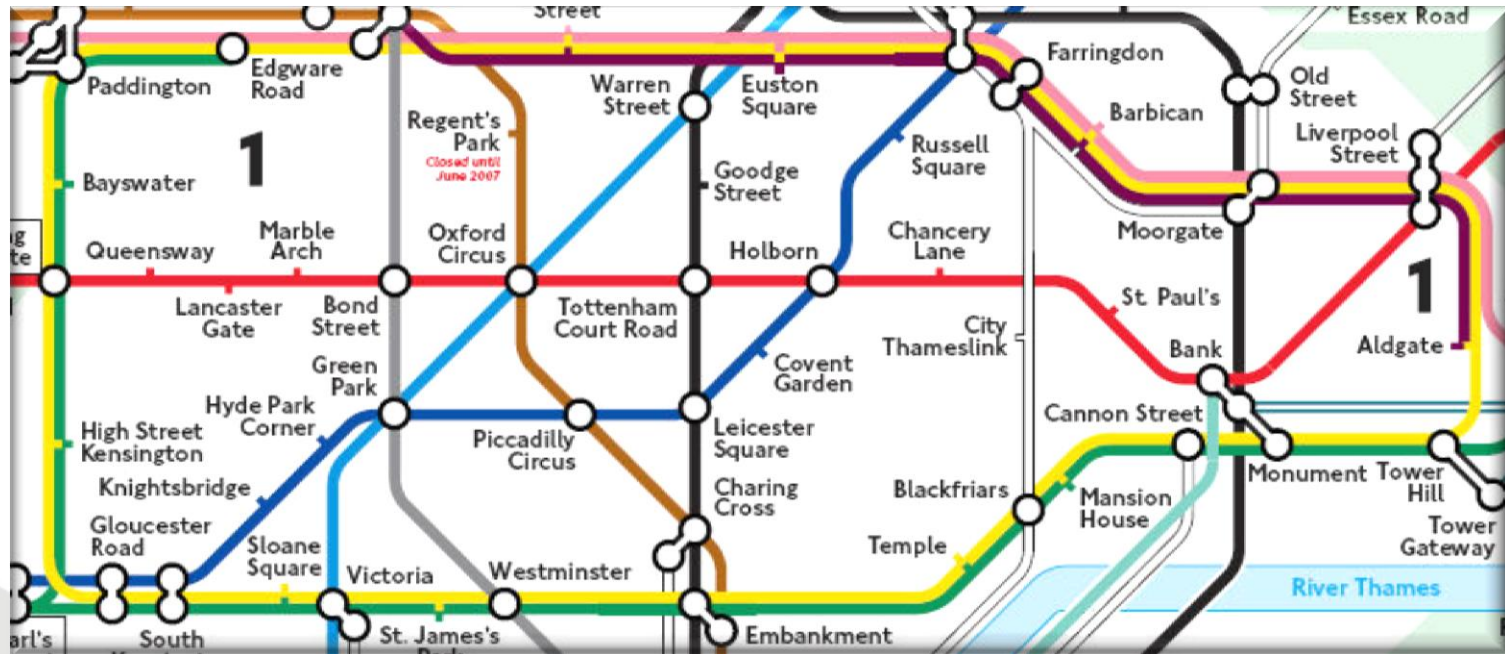 Street
Essex Road
Paddington
Edgware
Road
Warren
Street
Euston
Square
Farringdon
Old
Street
Regent's
Park
Closed until
June 2007
Barbican
Liverpool
Street
1
Russell
Square
Bayswater
Goodge
Street
Queensway
Marble
Arch
Oxford
Circus
Holborn
Chancery
Lane
Moorgate
Lancaster
Gate
Bond
Street
Tottenham
Court Road
St. Paul's
1
City
Thameslink
Bank
Aldgate
Green
Park
Covent
Garden
Hyde Park
Corner
Cannon Street
High Street
Kensington
Piccadilly
Circus
Leicester
Square
Monument
Tower
Hill
Knightsbridge
Charing
Cross
Blackfriars
Mansion
House
Gloucester
Road
Tower
Gateway
Sloane
Square
Temple
Victoria
Westminster
River Thames
South
St. James's
Embankment